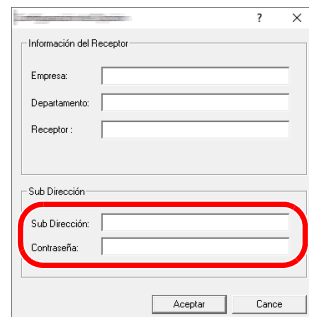 ?
Información del Receptor
Empresa:
Departamento:
Receptor :
Sub Dirección
Sub Dirección:
Contraseña:
Aceptar Cance